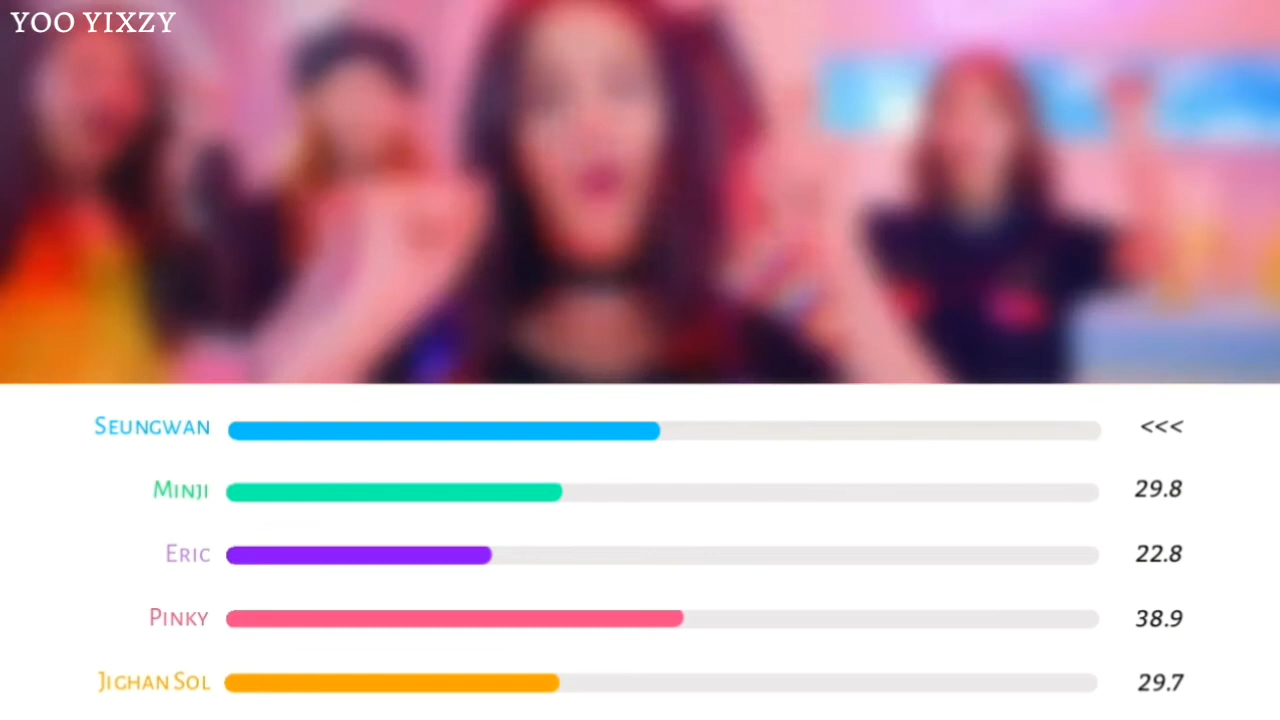 YOO YIXZY
SEUNGWAN <<<
MINJI 29.8
ERIC 22.8
PINKY 38.9
JIGHAN SOL 29.7